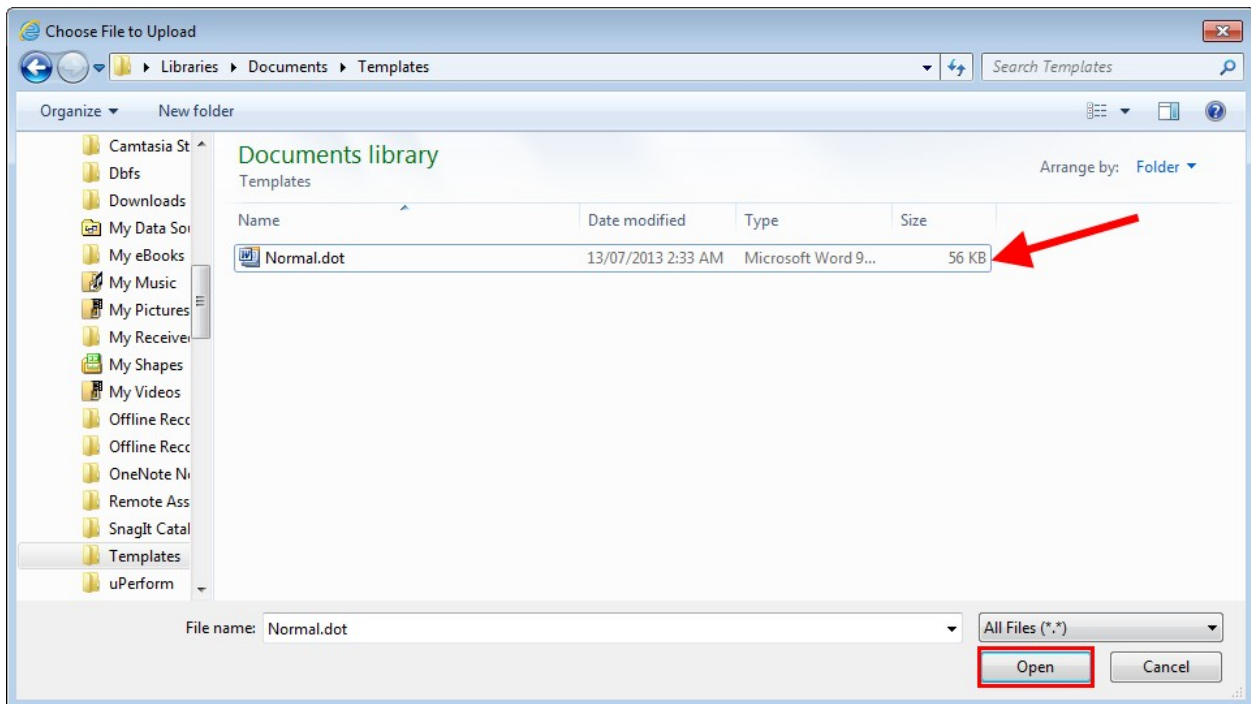 Choose File to Upload
Libraries Documents Templates
Search Templates
Organize New folder
Documents library
Templates
Arrange by: Folder
Name Date modified Type Size
Normal.dot 13/07/2013 2:33 AM Microsoft Word 9... 56 KB
Camtasia St
Dbfs
Downloads
My Data Sou
My eBooks
My Music
My Pictures
My Receive
My Shapes
My Videos
Offline Reco
Offline Reco
OneNote N
Remote Ass
SnagIt Catal
Templates
uPerform
File name: Normal.dot All Files (*.*)
Open Cancel